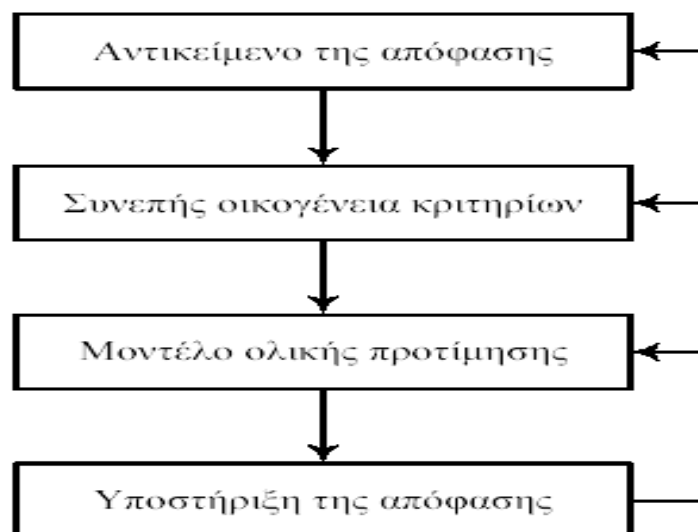 Αντικείμενο της απόφασης
Συνεπής οικογένεια κριτηρίων
Μοντέλο ολικής προτίμησης
Υποστήριξη της απόφασης